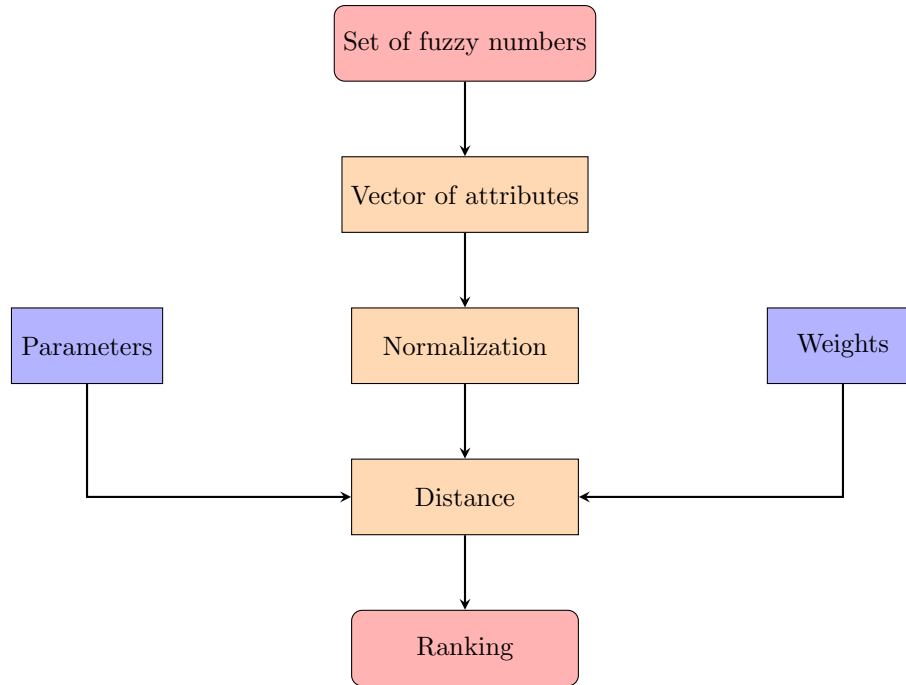 Set of fuzzy numbers
Vector of attributes
Parameters
Normalization
Weights
Distance
Ranking